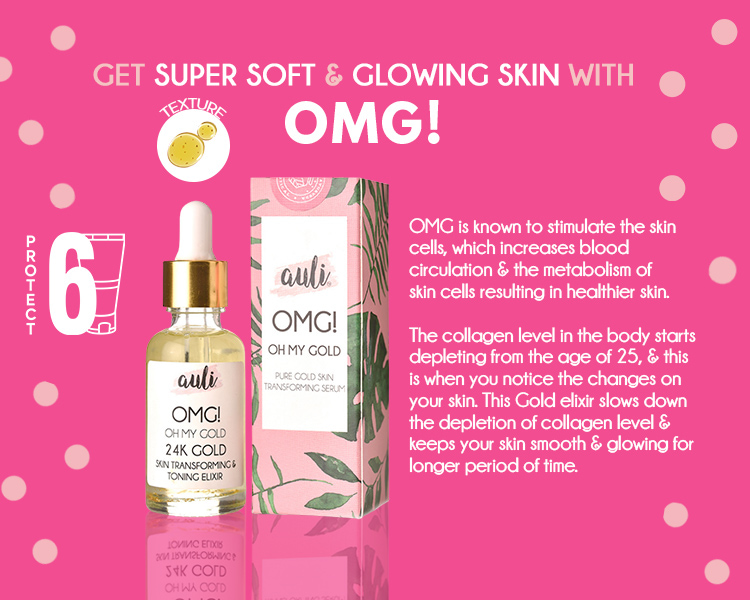 GET SUPER SOFT & GLOWING SKIN WITH
OMG!
TEXTURE
PROTECT
6
OMG is known to stimulate the skin
cells, which increases blood
circulation & the metabolism of
skin cells resulting in healthier skin.
The collagen level in the body starts
depleting from the age of 25, & this
is when you notice the changes on
your skin. This Gold elixir slows down
the depletion of collagen level &
keeps your skin smooth & glowing for
longer period of time.
auli
OMG!
OH MY GOLD
24K GOLD
SKIN TRANSFORMING &
TONING ELIXIR
auli
OMG!
OH MY GOLD
PURE GOLD SKIN
TRANSFORMING SERUM